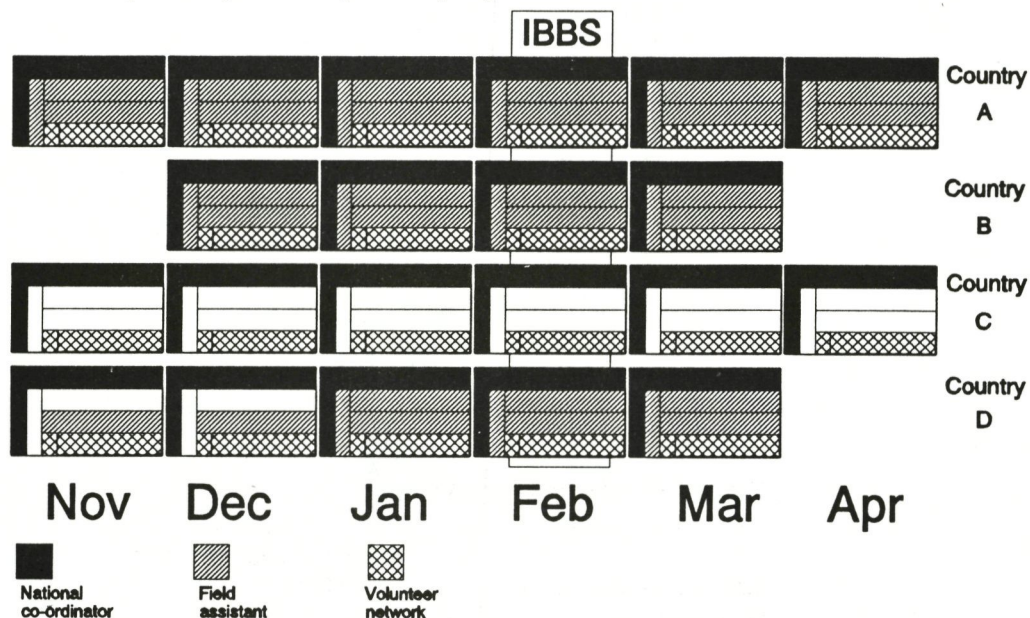 IBBS
Country
A
Country
B
Country
C
Country
D
Nov Dec Jan Feb Mar Apr
National
co-ordinator
Field
assistant
Volunteer
network